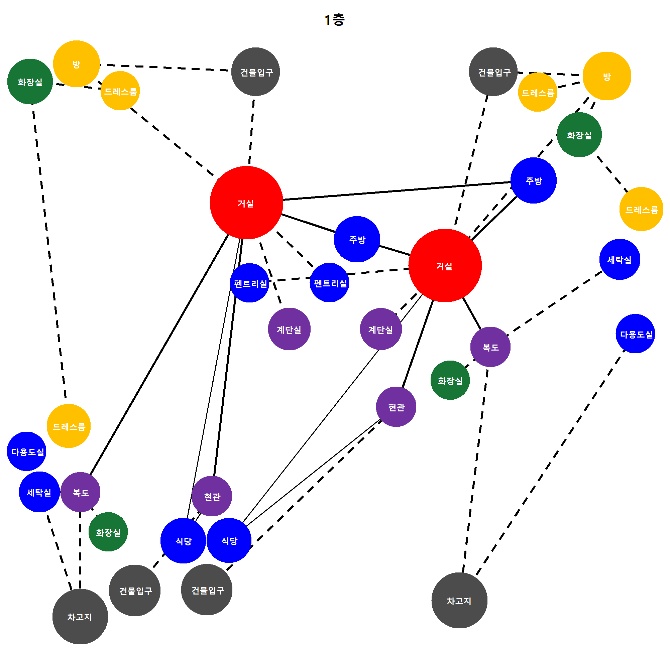 1층
방
화장실
드레스룸
건물입구
건물입구
방
드레스룸
화장실
주방
드레스룸
거실
주방
거실
세탁실
펜트리실
펜트리실
계단실
계단실
복도
다용도실
화장실
현관
드레스룸
다용도실
세탁실
복도
현관
화장실
식당
식당
건물입구
건물입구
차고지
차고지